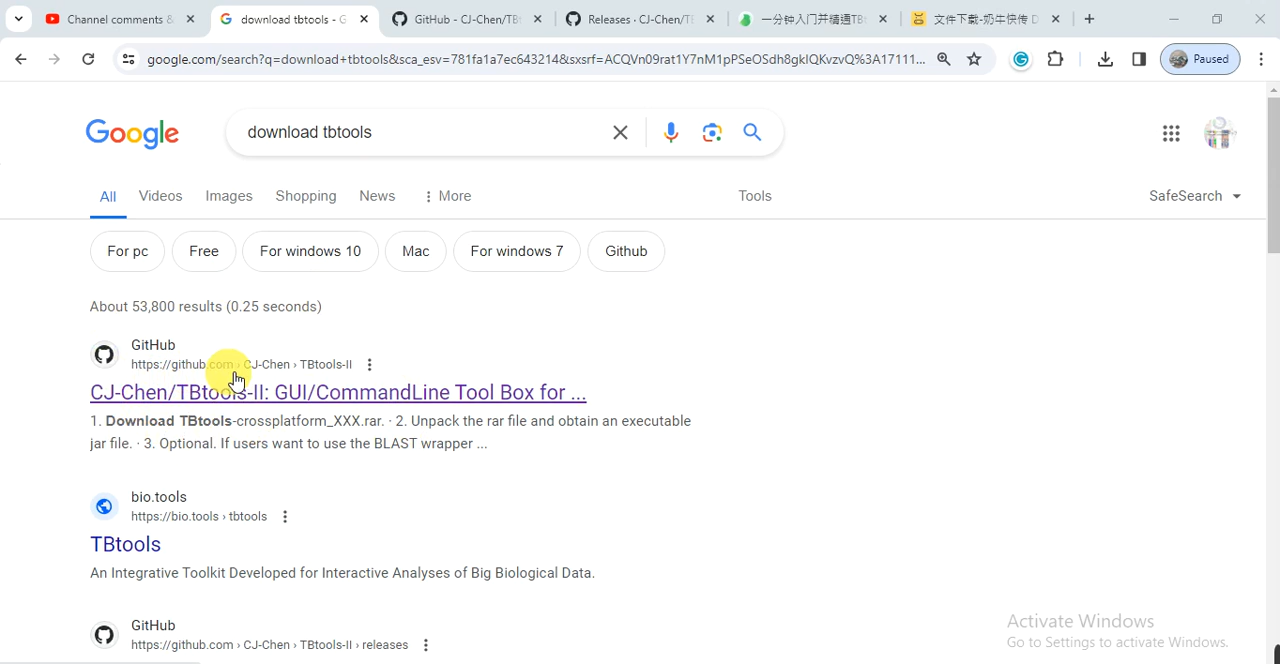 Channel comments &
download tbtools - G
GitHub - CJ-Chen/TB
Releases · CJ-Chen/T
一分钟入门并精通TB
文件下载-奶牛快传 D
google.com/search?q=download+tbtools&sca_esv=781fa1a7ec643214&sxsrf=ACQVn09rat1Y7nM1pPSeOSdh8gkIQKvzvQ%3A17111...
Paused
Google
download tbtools
All
Videos
Images
Shopping
News
More
Tools
SafeSearch
For pc
Free
For windows 10
Mac
For windows 7
Github
About 53,800 results (0.25 seconds)
GitHub
https://github.com › CJ-Chen › TBtools-II
CJ-Chen/TBtools-II: GUI/CommandLine Tool Box for ...
1. Download TBtools-crossplatform_XXX.rar. · 2. Unpack the rar file and obtain an executable
jar file. · 3. Optional. If users want to use the BLAST wrapper ...
bio.tools
https://bio.tools › tbtools
TBtools
An Integrative Toolkit Developed for Interactive Analyses of Big Biological Data.
GitHub
https://github.com › CJ-Chen › TBtools-II › releases
Activate Windows
Go to Settings to activate Windows.